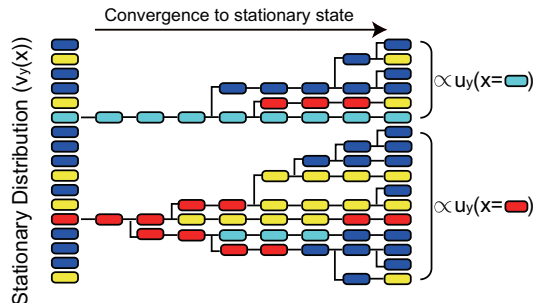 Convergence to stationary state
Stationary Distribution (vy(x))
∝uy(x=)
∝uy(x=)